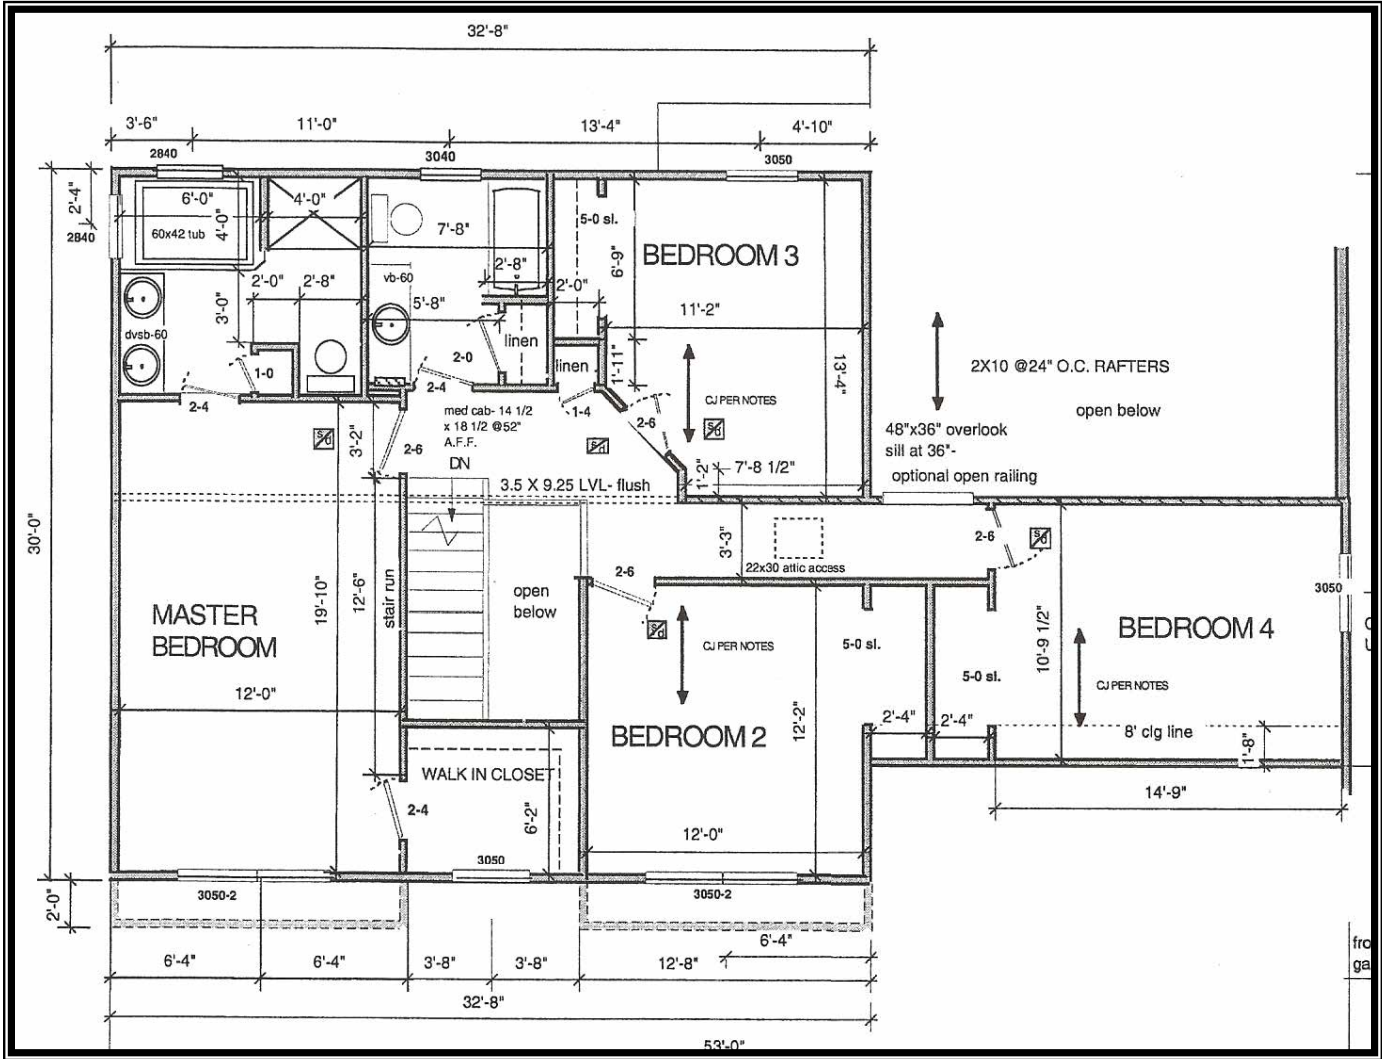 32'-8"
3'-6"
11'-0"
13'-4"
4'-10"
2840
3040
3050
2'-4"
2840
6'-0"
4'-0"
4'-0"
60x42 tub
7'-8"
5-0 sl.
BEDROOM 3
6'-9"
2'-8"
vb-60
2'-0"
2'-8"
2'-0"
3'-0"
5'-8"
11'-2"
dvsb-60
linen
2-0
linen
1'-11"
13'-4"
1-0
2-4
2-4
1-4
2X10 @24" O.C. RAFTERS
open below
CJ PER NOTES
med cab- 14 1/2
x 18 1/2 @52"
A.F.F.
2-6
2-6
3'-2"
s/d
s/d
s/d
48"x36" overlook
sill at 36"-
optional open railing
DN
1'-2"
7'-8 1/2"
3.5 X 9.25 LVL- flush
30'-0"
3'-3"
2-6
s/d
22x30 attic access
2-6
3050
19'-10"
12'-6"
stair run
open
below
MASTER
BEDROOM
s/d
CJ PER NOTES
5-0 sl.
10'-9 1/2"
BEDROOM 4
5-0 sl.
CJ PER NOTES
12'-0"
BEDROOM 2
12'-2"
2'-4"
2'-4"
8' clg line
1'-8"
WALK IN CLOSET
14'-9"
2-4
6'-2"
12'-0"
3050
3050-2
3050-2
2'-0"
6'-4"
6'-4"
6'-4"
3'-8"
3'-8"
12'-8"
fro
ga
32'-8"
53'-0"